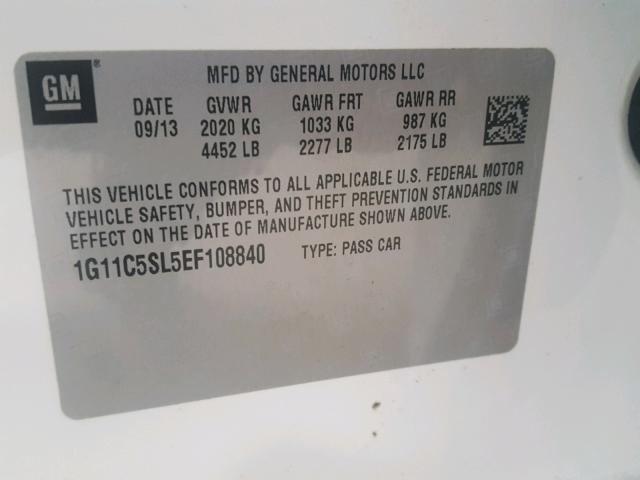 GM ®
MFD BY GENERAL MOTORS LLC
DATE GVWR GAWR FRT GAWR RR
09/13 2020 KG 1033 KG 987 KG
4452 LB 2277 LB 2175 LB
THIS VEHICLE CONFORMS TO ALL APPLICABLE U.S. FEDERAL MOTOR
VEHICLE SAFETY, BUMPER, AND THEFT PREVENTION STANDARDS IN
EFFECT ON THE DATE OF MANUFACTURE SHOWN ABOVE.
1G11C5SL5EF108840 TYPE: PASS CAR